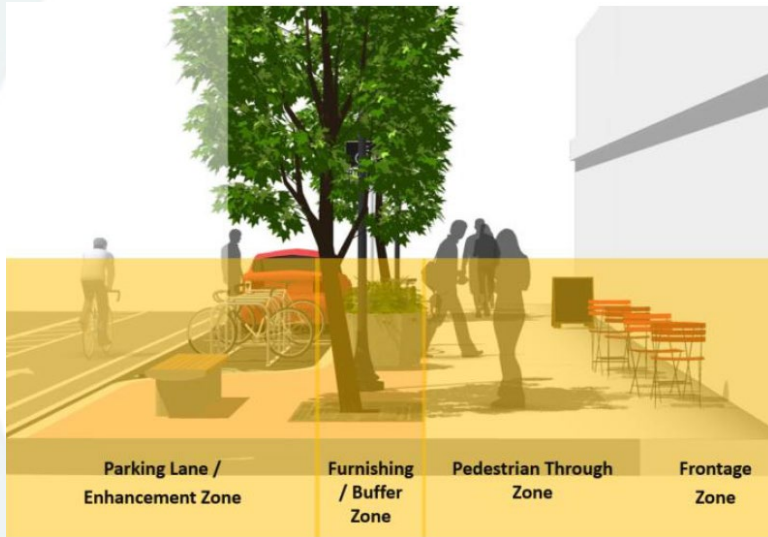 Parking Lane /
Enhancement Zone
Furnishing
/ Buffer
Zone
Pedestrian Through
Zone
Frontage
Zone